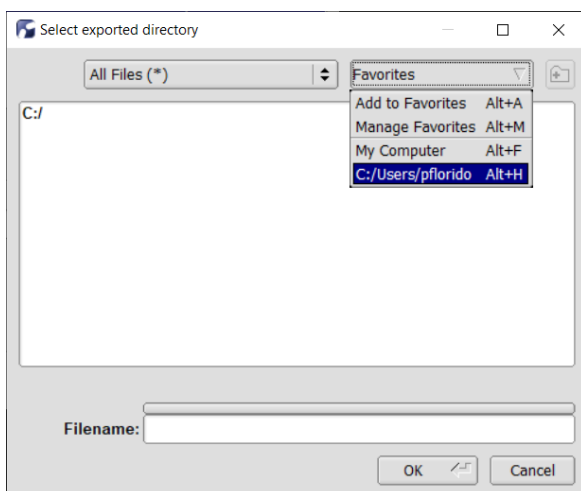 Select exported directory
All Files (*)
Favorites
Add to Favorites Alt+A
Manage Favorites Alt+M
My Computer Alt+F
C:/Users/pflorido Alt+H
C:/
Filename:
OK
Cancel